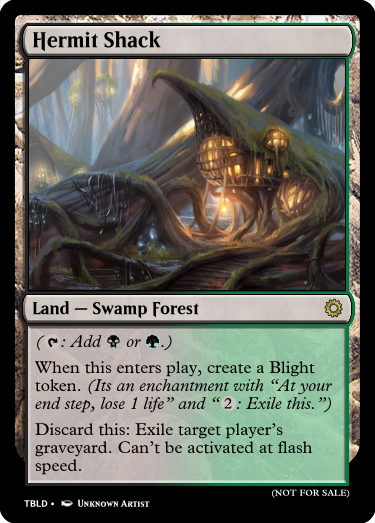 Hermit Shack
Land — Swamp Forest
( : Add or .)
When this enters play, create a Blight
token. (Its an enchantment with “At your
end step, lose 1 life” and “ 2 : Exile this.”)
Discard this: Exile target player’s
graveyard. Can’t be activated at flash
speed.
(NOT FOR SALE)
TBLD • Unknown Artist